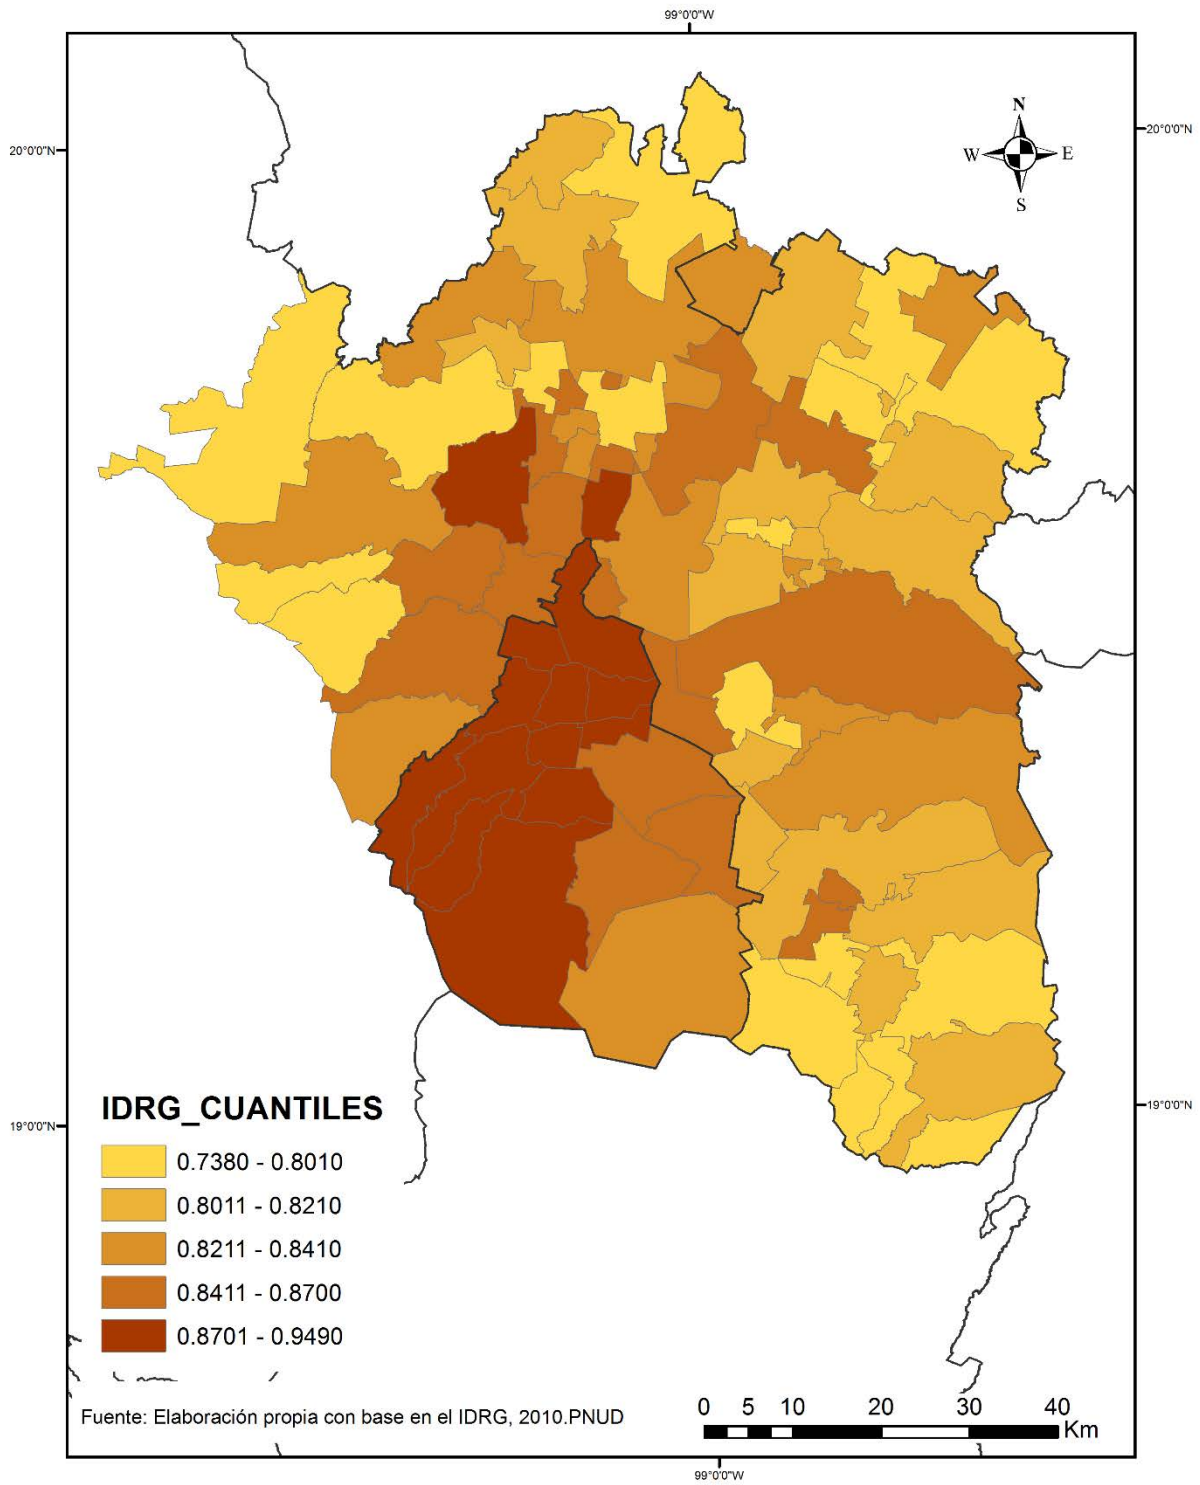 99°0'0"W
20°0'0"N
20°0'0"N
N
W
E
S
19°0'0"N
19°0'0"N
IDRG_CUANTILES
0.7380 - 0.8010
0.8011 - 0.8210
0.8211 - 0.8410
0.8411 - 0.8700
0.8701 - 0.9490
Fuente: Elaboración propia con base en el IDRG, 2010.PNUD
0 5 10 20 30 40
Km
99°0'0"W